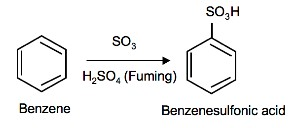 SO₃H
SO₃
H₂SO₄ (Fuming)
Benzene
Benzenesulfonic acid